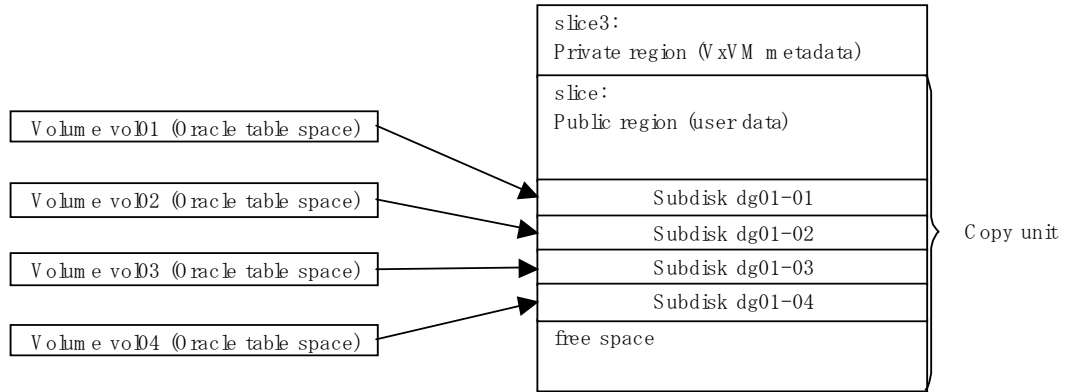 slice3:
Private region (VxVM metadata)
slice:
Public region (user data)
Volume vol01 (Oracle table space)
Volume vol02 (Oracle table space)
Volume vol03 (Oracle table space)
Volume vol04 (Oracle table space)
Subdisk dg01-01
Subdisk dg01-02
Subdisk dg01-03
Subdisk dg01-04
free space
Copy unit